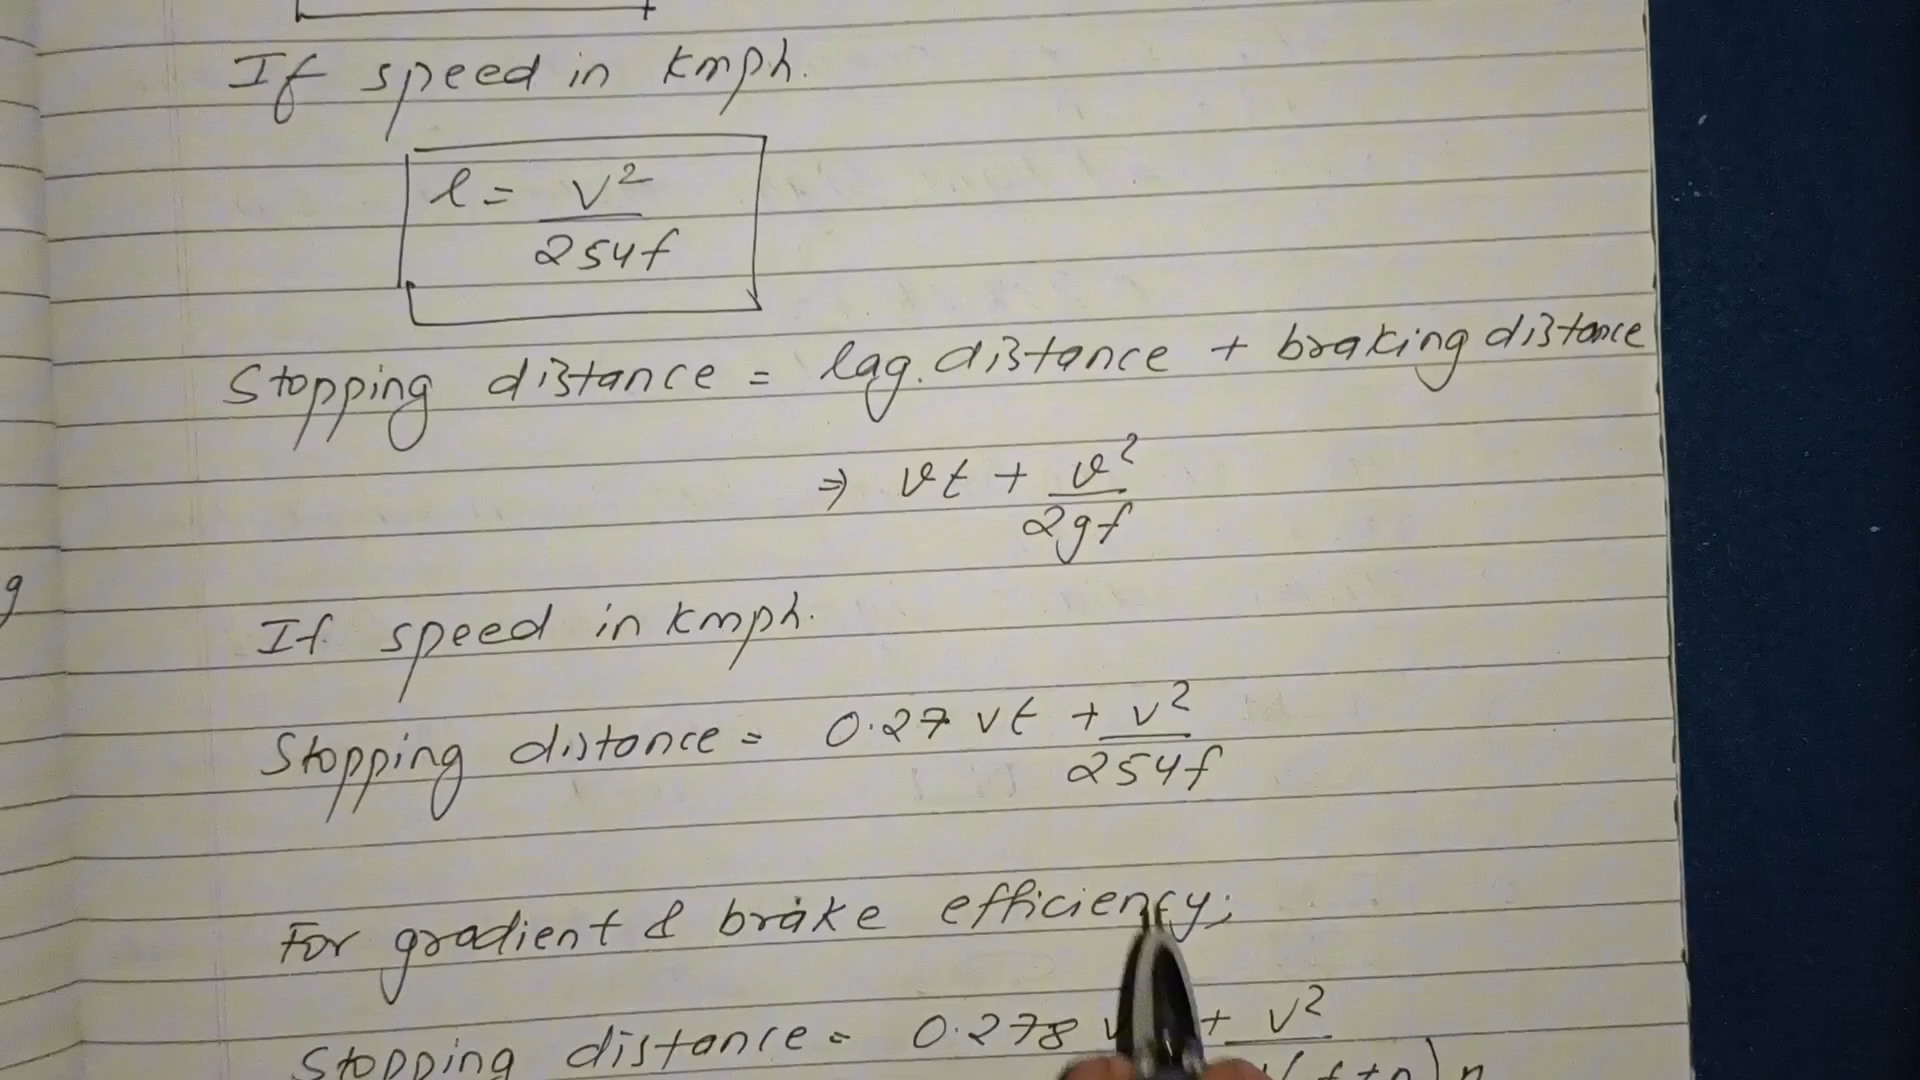 If speed in kmph.
l = v²
254f
Stopping distance = lag. distance + braking distance
⇒ vt + v²
2gf
If speed in kmph.
Stopping distance = 0.27 vt + v²
254f
For gradient & brake efficiency;
Stopping distance = 0.278 v + v²